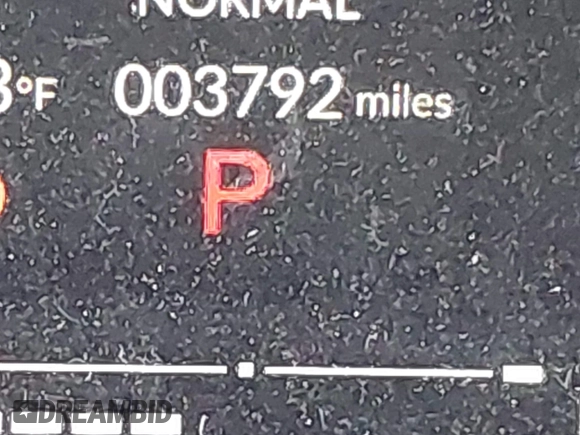 NORMAL
°F 003792 miles
P
DREAMBID